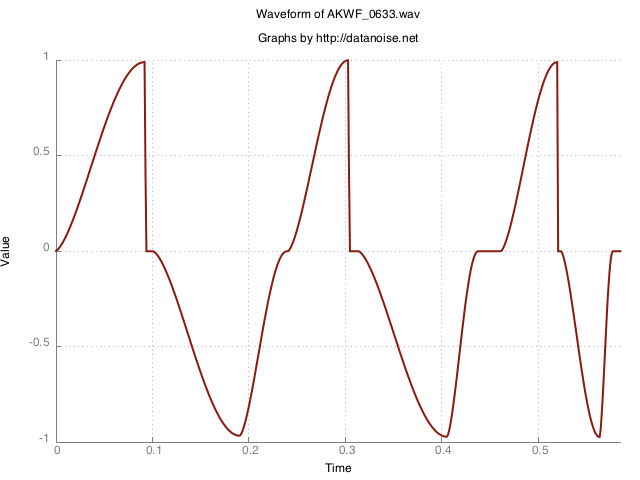 Waveform of AKWF_0633.wav
Graphs by http://datanoise.net
1
0.5
0
-0.5
-1
Value
0 0.1 0.2 0.3 0.4 0.5
Time